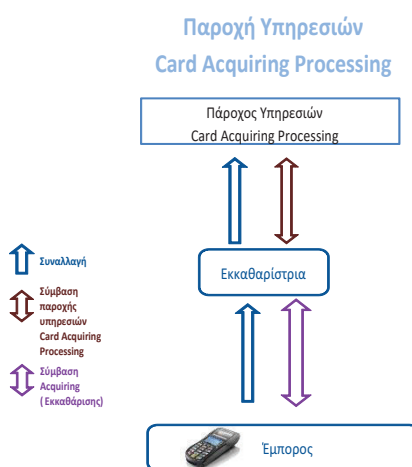 Παροχή Υπηρεσιών
Card Acquiring Processing
Πάροχος Υπηρεσιών
Card Acquiring Processing
Εκκαθαρίστρια
Συναλλαγή
Σύμβαση
παροχής
υπηρεσιών
Card Acquiring
Processing
Σύμβαση
Acquiring
( Εκκαθάρισης)
Έμπορος